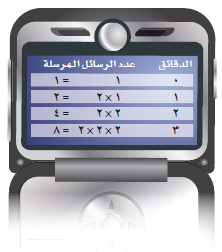 الدقائق عدد الرسائل المرسلة
٠ ١ = ١
١ ٢ × ١ = ٢
٢ ٢ × ٢ = ٤
٣ ٢ × ٢ × ٢ = ٨